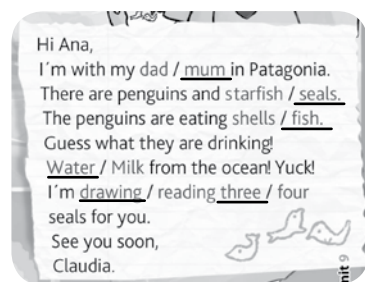 Hi Ana,
I´m with my dad / mum in Patagonia.
There are penguins and starfish / seals.
The penguins are eating shells / fish.
Guess what they are drinking!
Water / Milk from the ocean! Yuck!
I´m drawing / reading three / four
seals for you.
See you soon,
Claudia.
nit 9